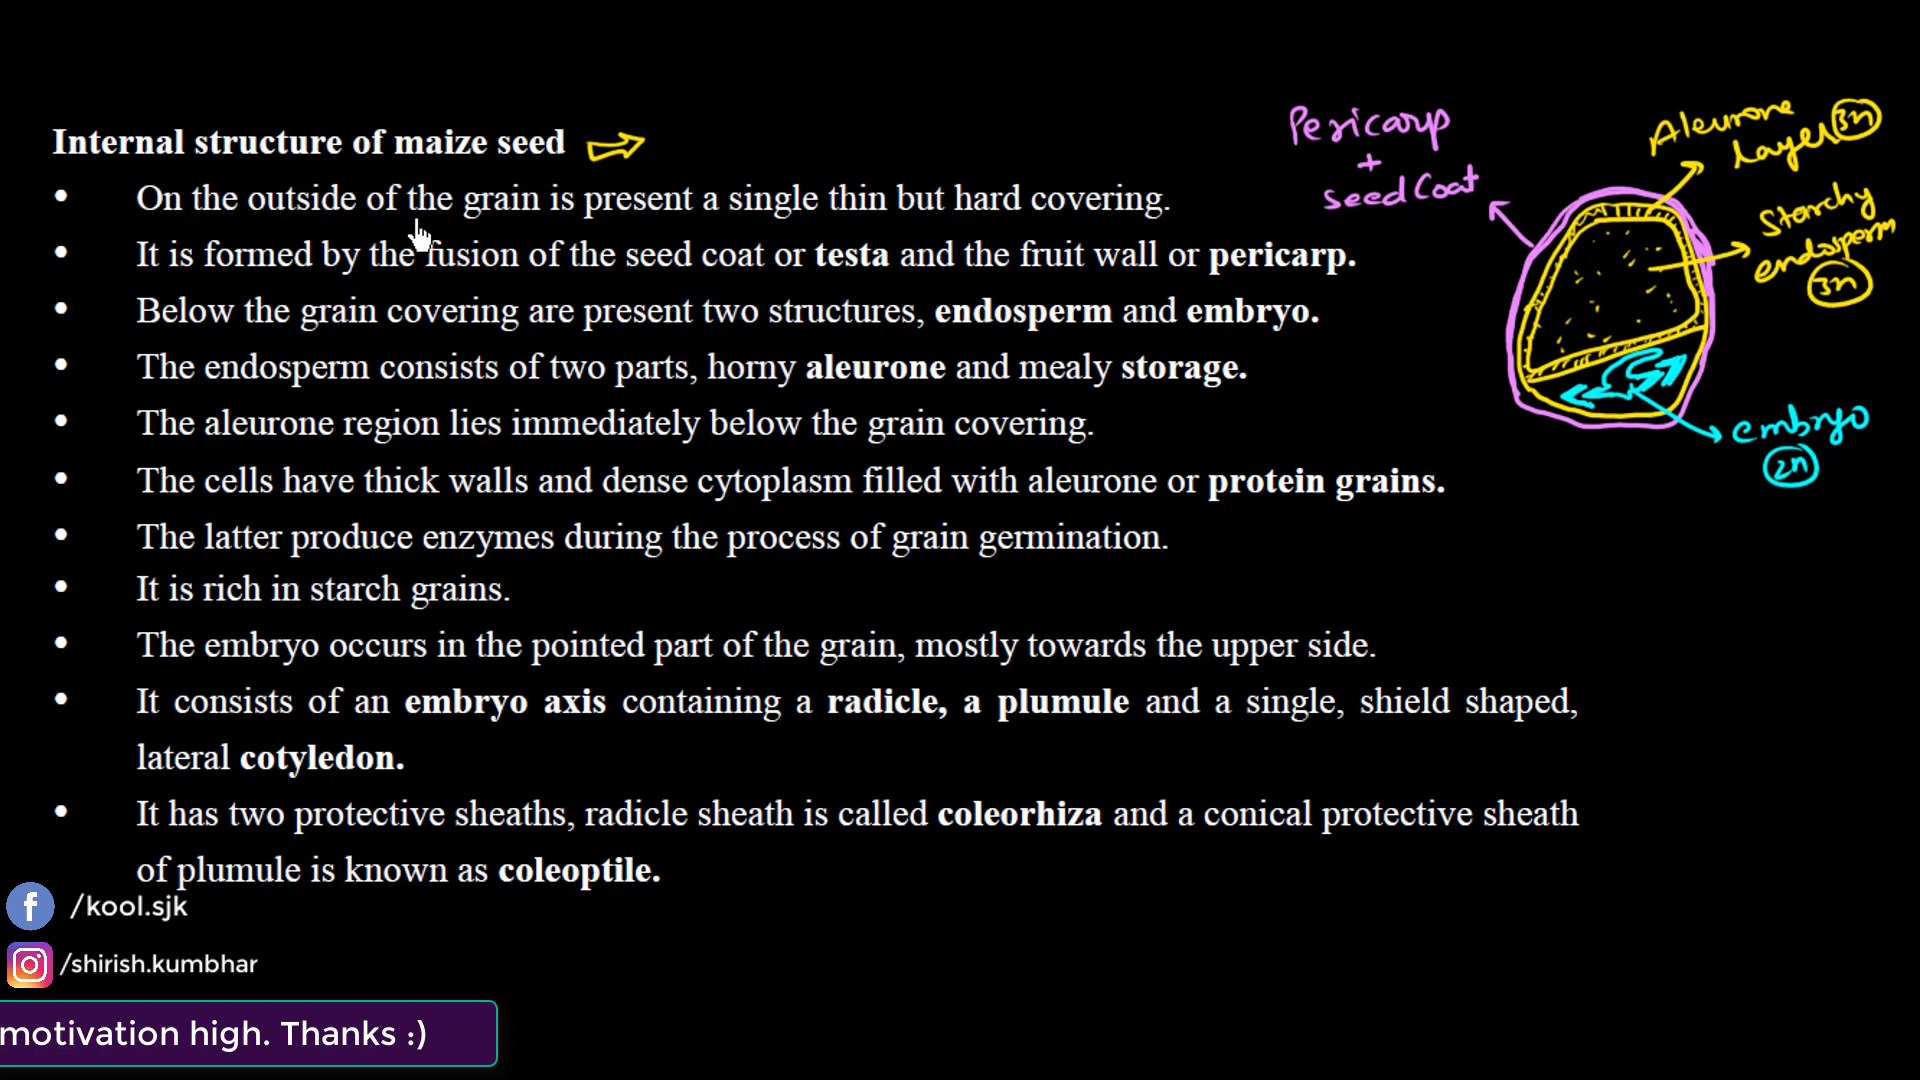 Internal structure of maize seed
• On the outside of the grain is present a single thin but hard covering.
• It is formed by the fusion of the seed coat or testa and the fruit wall or pericarp.
• Below the grain covering are present two structures, endosperm and embryo.
• The endosperm consists of two parts, horny aleurone and mealy storage.
• The aleurone region lies immediately below the grain covering.
• The cells have thick walls and dense cytoplasm filled with aleurone or protein grains.
• The latter produce enzymes during the process of grain germination.
• It is rich in starch grains.
• The embryo occurs in the pointed part of the grain, mostly towards the upper side.
• It consists of an embryo axis containing a radicle, a plumule and a single, shield shaped,
lateral cotyledon.
• It has two protective sheaths, radicle sheath is called coleorhiza and a conical protective sheath
of plumule is known as coleoptile.
Pericarp
+
Seed Coat
Aleurone
Layer 3n
Starchy
endosperm
3n
embryo
2n
/kool.sjk
/shirish.kumbhar
motivation high. Thanks :)